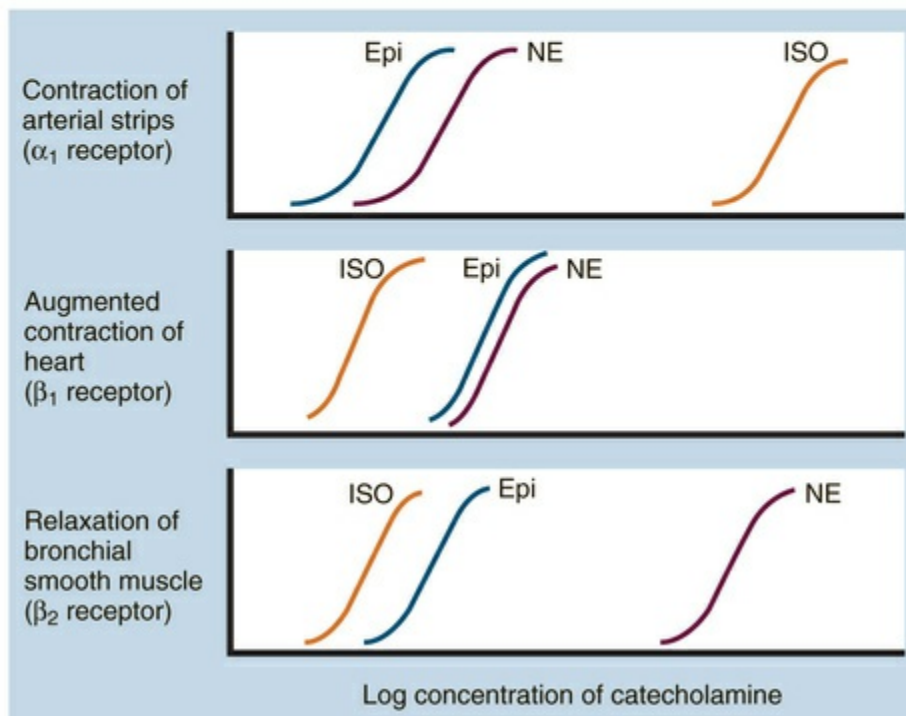 Contraction of
arterial strips
(α₁ receptor)
Epi
NE
ISO
Augmented
contraction of
heart
(β₁ receptor)
ISO
Epi
NE
Relaxation of
bronchial
smooth muscle
(β₂ receptor)
ISO
Epi
NE
Log concentration of catecholamine